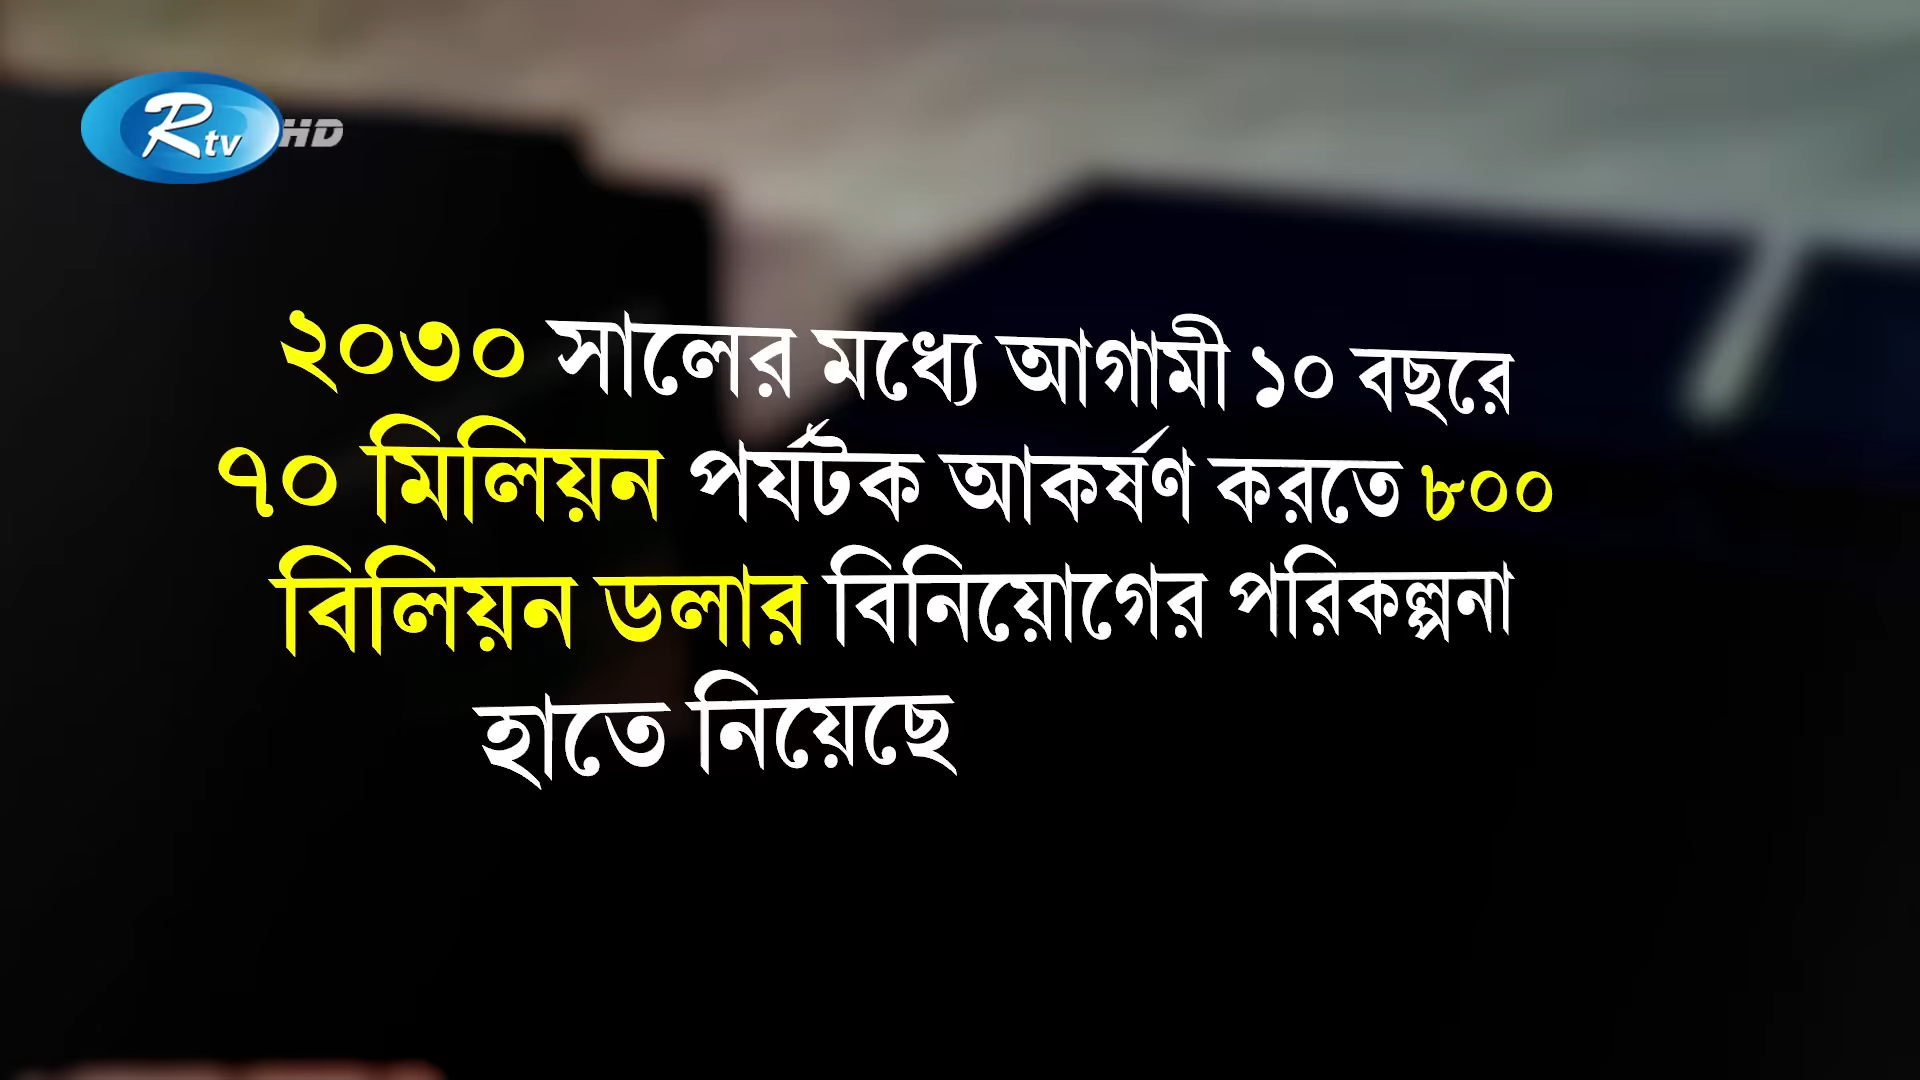 Rtv HD
২০৩০ সালের মধ্যে আগামী ১০ বছরে
৭০ মিলিয়ন পর্যটক আকর্ষণ করতে ৮০০
বিলিয়ন ডলার বিনিয়োগের পরিকল্পনা
হাতে নিয়েছে